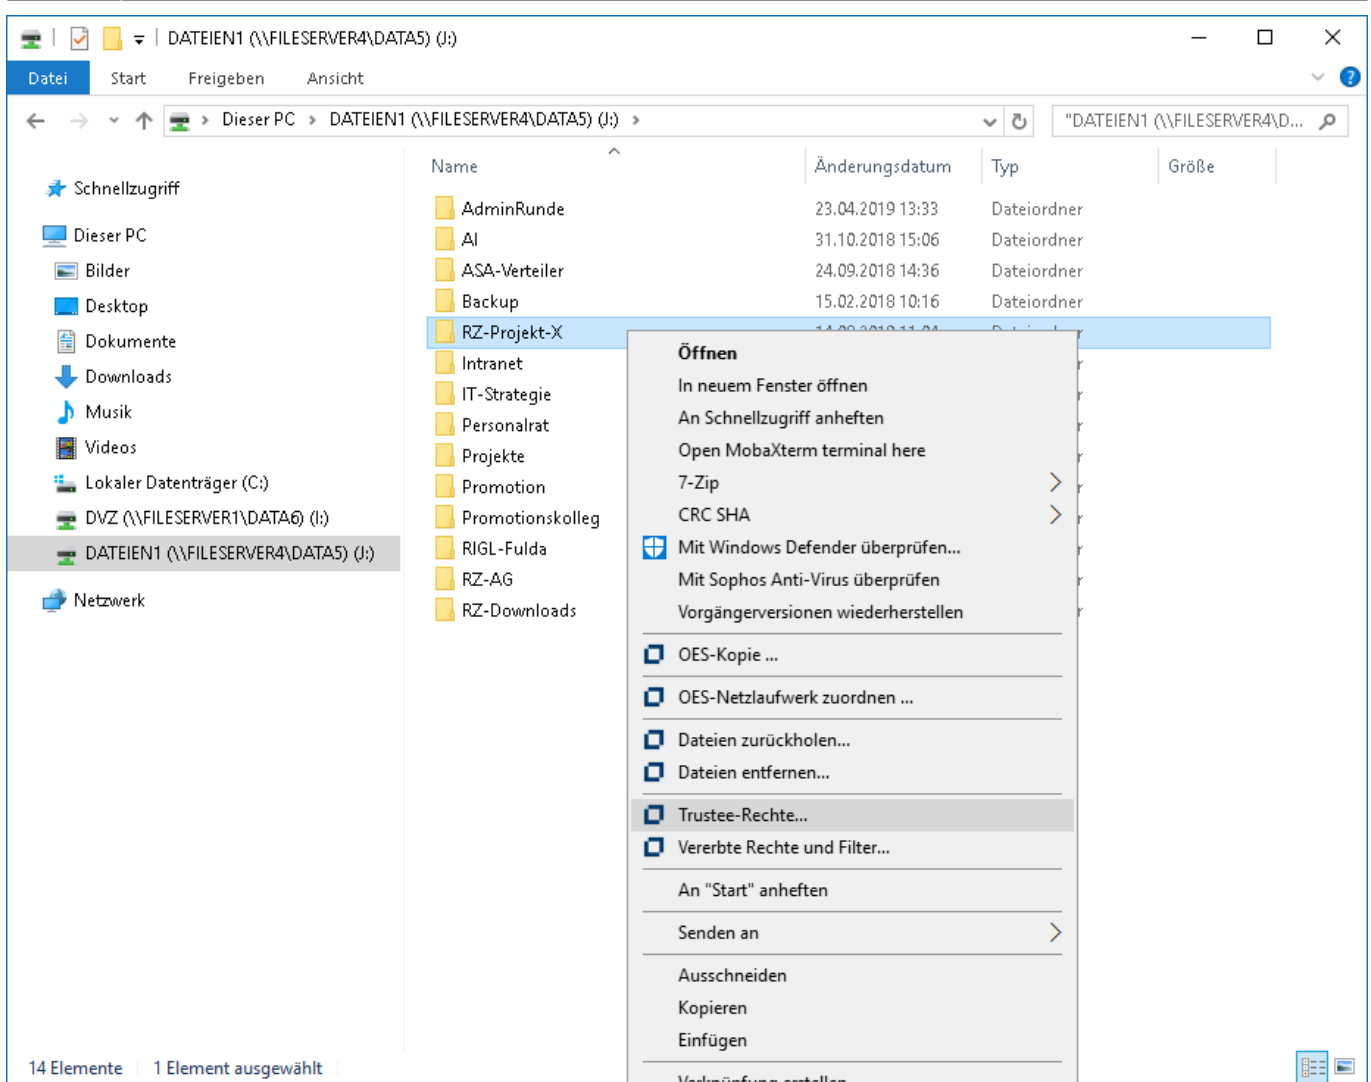 DATEIEN1 (\\FILESERVER4\DATA5) (J:)
Datei Start Freigeben Ansicht
Dieser PC DATEIEN1 (\\FILESERVER4\DATA5) (J:) "DATEIEN1 (\\FILESERVER4\D...
Schnellzugriff
Dieser PC
Bilder
Desktop
Dokumente
Downloads
Musik
Videos
Lokaler Datenträger (C:)
DVZ (\\FILESERVER1\DATA6) (I:)
DATEIEN1 (\\FILESERVER4\DATA5) (J:)
Netzwerk
Name Änderungsdatum Typ Größe
AdminRunde 23.04.2019 13:33 Dateiordner
AI 31.10.2018 15:06 Dateiordner
ASA-Verteiler 24.09.2018 14:36 Dateiordner
Backup 15.02.2018 10:16 Dateiordner
RZ-Projekt-X
Intranet
IT-Strategie
Personalrat
Projekte
Promotion
Promotionskolleg
RIGL-Fulda
RZ-AG
RZ-Downloads
Öffnen
In neuem Fenster öffnen
An Schnellzugriff anheften
Open MobaXterm terminal here
7-Zip
CRC SHA
Mit Windows Defender überprüfen...
Mit Sophos Anti-Virus überprüfen
Vorgängerversionen wiederherstellen
OES-Kopie ...
OES-Netzlaufwerk zuordnen ...
Dateien zurückholen...
Dateien entfernen...
Trustee-Rechte...
Vererbte Rechte und Filter...
An "Start" anheften
Senden an
Ausschneiden
Kopieren
Einfügen
Verknüpfung erstellen
14 Elemente 1 Element ausgewählt